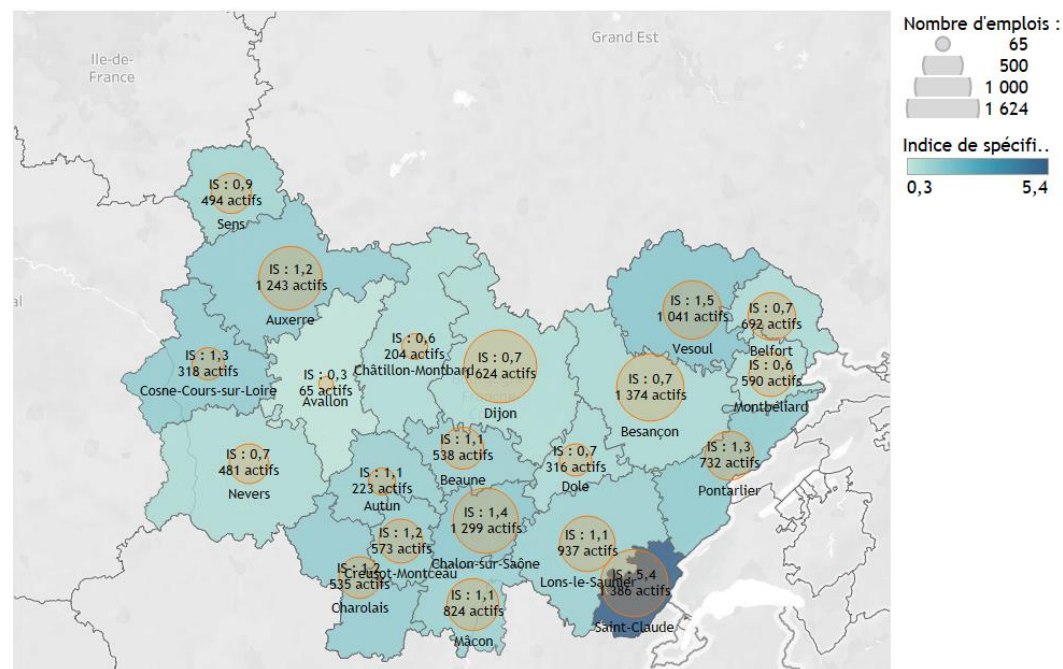 Grand Est
Ile-de-
France
Nombre d'emplois :
65
500
1 000
1 624
Indice de spécifi..
0,3
5,4
IS : 0,9
494 actifs
Sens
IS : 1,2
1 243 actifs
Auxerre
IS : 1,5
1 041 actifs
Vesoul
IS : 0,7
692 actifs
Belfort
IS : 1,3
318 actifs
Cosne-Cours-sur-Loire
IS : 0,6
204 actifs
Châtillon-Montbard
IS : 0,3
65 actifs
Avallon
IS : 0,7
1 624 actifs
Dijon
IS : 0,7
1 374 actifs
Besançon
IS : 0,6
590 actifs
Montbéliard
IS : 0,7
481 actifs
Nevers
IS : 1,1
223 actifs
Autun
IS : 1,1
538 actifs
Beaune
IS : 0,7
316 actifs
Dole
IS : 1,3
732 actifs
Pontarlier
IS : 1,2
573 actifs
Creusot-Montceau
IS : 1,4
1 299 actifs
Chalon-sur-Saône
IS : 1,1
937 actifs
Lons-le-Saunier
IS : 1,2
535 actifs
Charolais
IS : 1,1
824 actifs
Mâcon
IS : 5,4
1 386 actifs
Saint-Claude